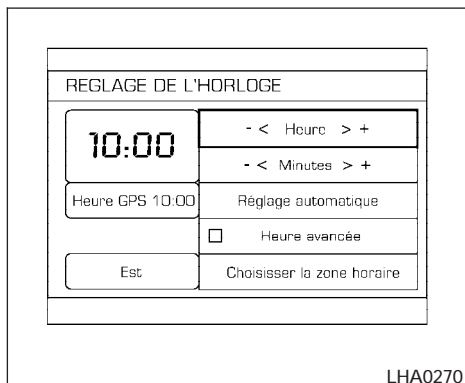 REGLAGE DE L'HORLOGE
10:00
- < Heure > +
- < Minutes > +
Heure GPS 10:00
Réglage automatique
Heure avancée
Est
Choisisser la zone horaire
LHA0270